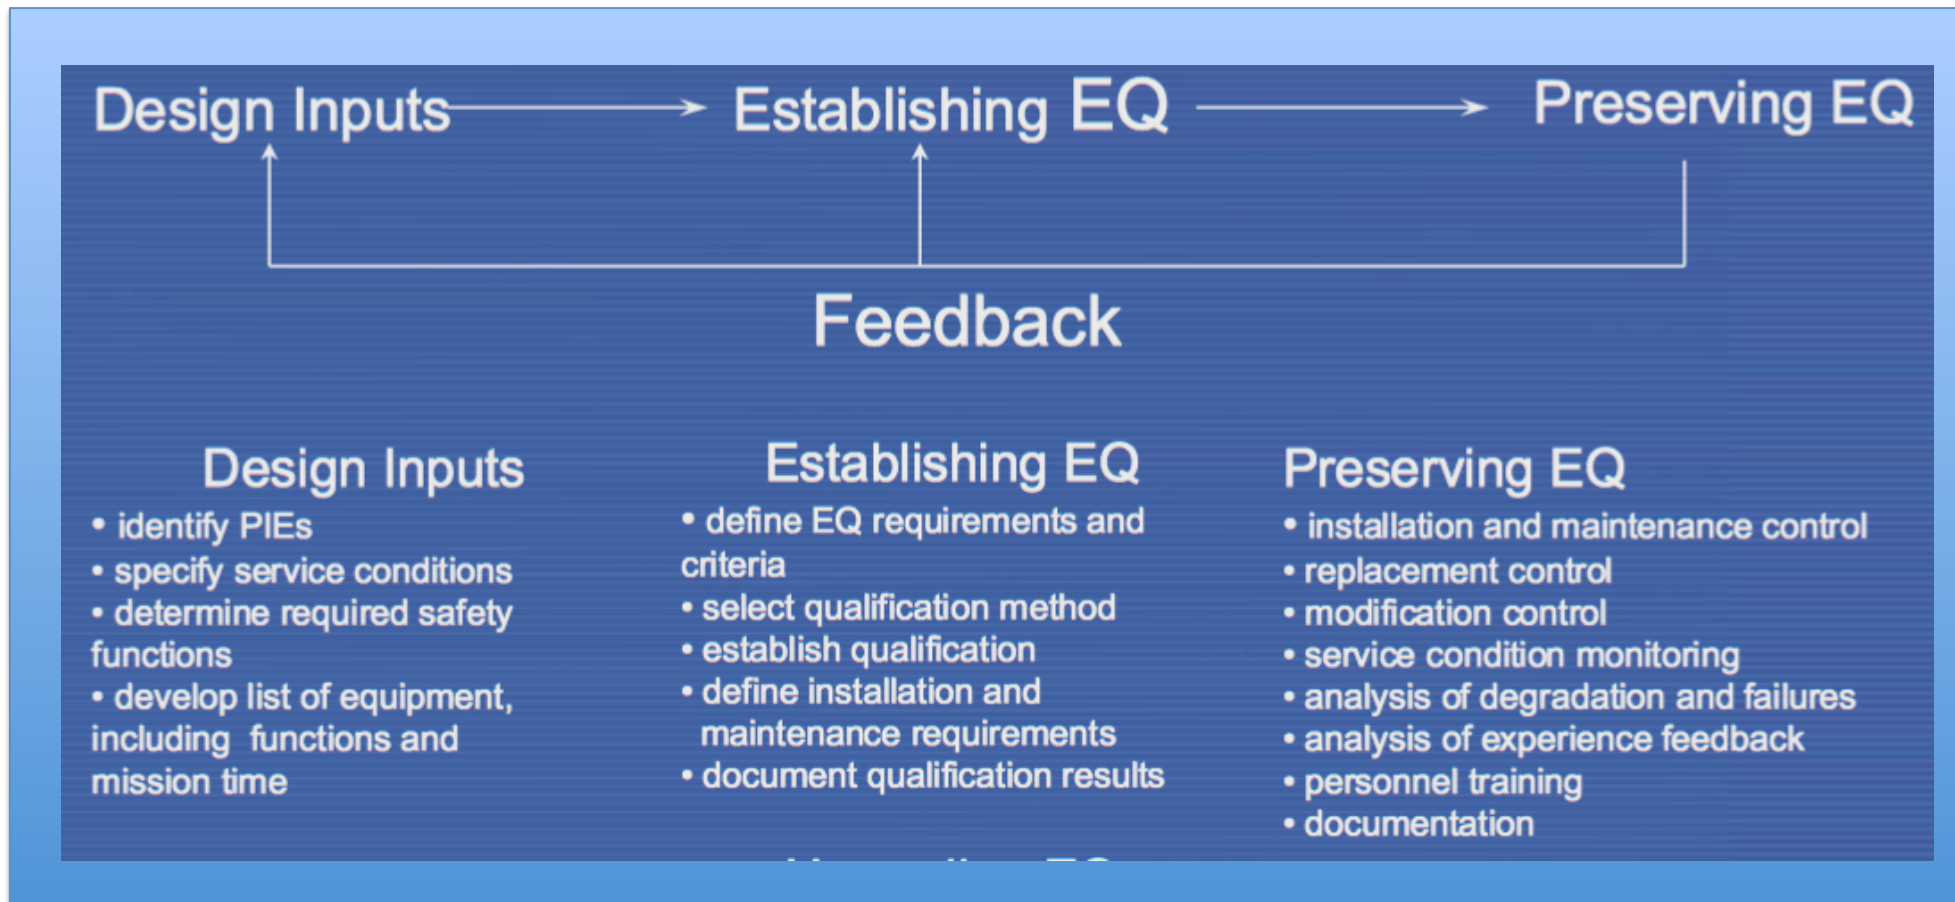 Design Inputs
Establishing EQ
Preserving EQ
Feedback
Design Inputs
• identify PIEs
• specify service conditions
• determine required safety
functions
• develop list of equipment,
including functions and
mission time
Establishing EQ
• define EQ requirements and
criteria
• select qualification method
• establish qualification
• define installation and
maintenance requirements
• document qualification results
Preserving EQ
• installation and maintenance control
• replacement control
• modification control
• service condition monitoring
• analysis of degradation and failures
• analysis of experience feedback
• personnel training
• documentation